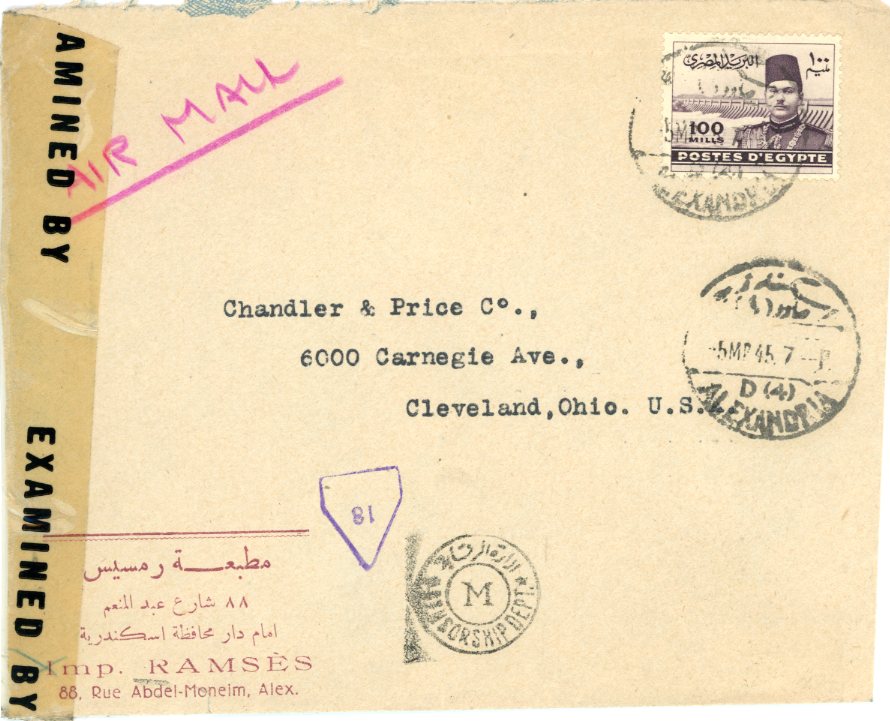 AMINED BY
EXAMINED BY
AIR MAIL
البريد المصرى
١٠٠
مليم
100
MILLS
POSTES D'EGYPTE
ALEXANDRIA
Chandler & Price Co.,
6000 Carnegie Ave.,
Cleveland, Ohio. U.S.
D (4)
ALEXANDRIA
18
M
CENSORSHIP DEPT.
مطبعة رمسيس
٨٨ شارع عبد المنعم
امام دار محافظة اسكندرية
Imp. RAMSÈS
88, Rue Abdel-Moneim, Alex.